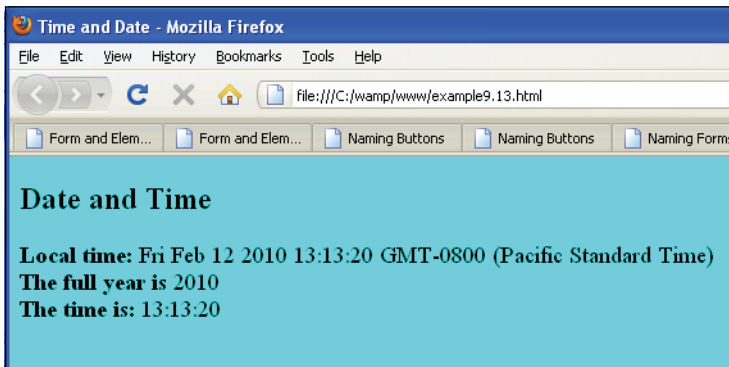 Time and Date - Mozilla Firefox
File Edit View History Bookmarks Tools Help
file:///C:/wamp/www/example9.13.html
Form and Elem... Form and Elem... Naming Buttons Naming Buttons Naming Forms
Date and Time
Local time: Fri Feb 12 2010 13:13:20 GMT-0800 (Pacific Standard Time)
The full year is 2010
The time is: 13:13:20